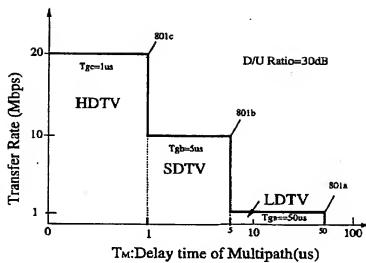 801c
20
Tgc=1us
D/U Ratio=30dB
HDTV
801b
10
Tgb=5us
SDTV
LDTV
801a
Tga=50us
1
0
1
5
10
50
100
Transfer Rate (Mbps)
TM:Delay time of Multipath(us)